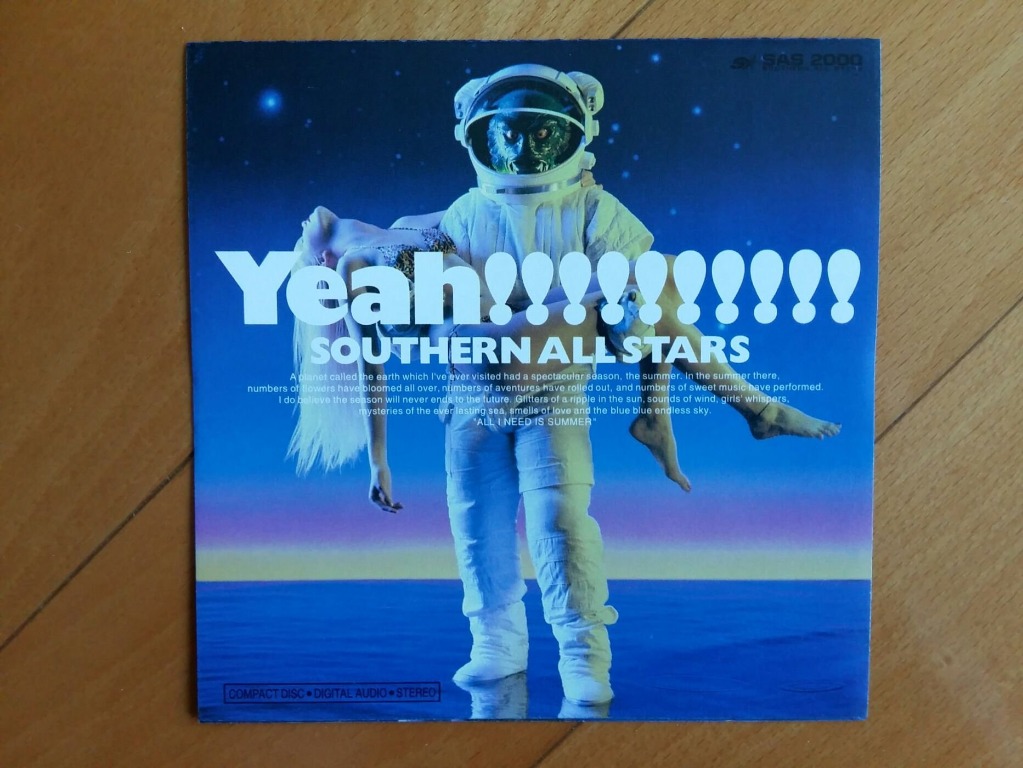 SAS 2000
Yeah!!!!!!!!!!
SOUTHERN ALL STARS
A planet called the earth which I've ever visited had a spectacular season, the summer. In the summer there,
numbers of flowers have bloomed all over, numbers of aventures have rolled out, and numbers of sweet music have performed.
I do believe the season will never ends to the future. Glitters of a ripple in the sun, sounds of wind, girls' whispers,
mysteries of the ever lasting sea, smells of love and the blue blue endless sky.
"ALL I NEED IS SUMMER"
COMPACT DISC • DIGITAL AUDIO • STEREO